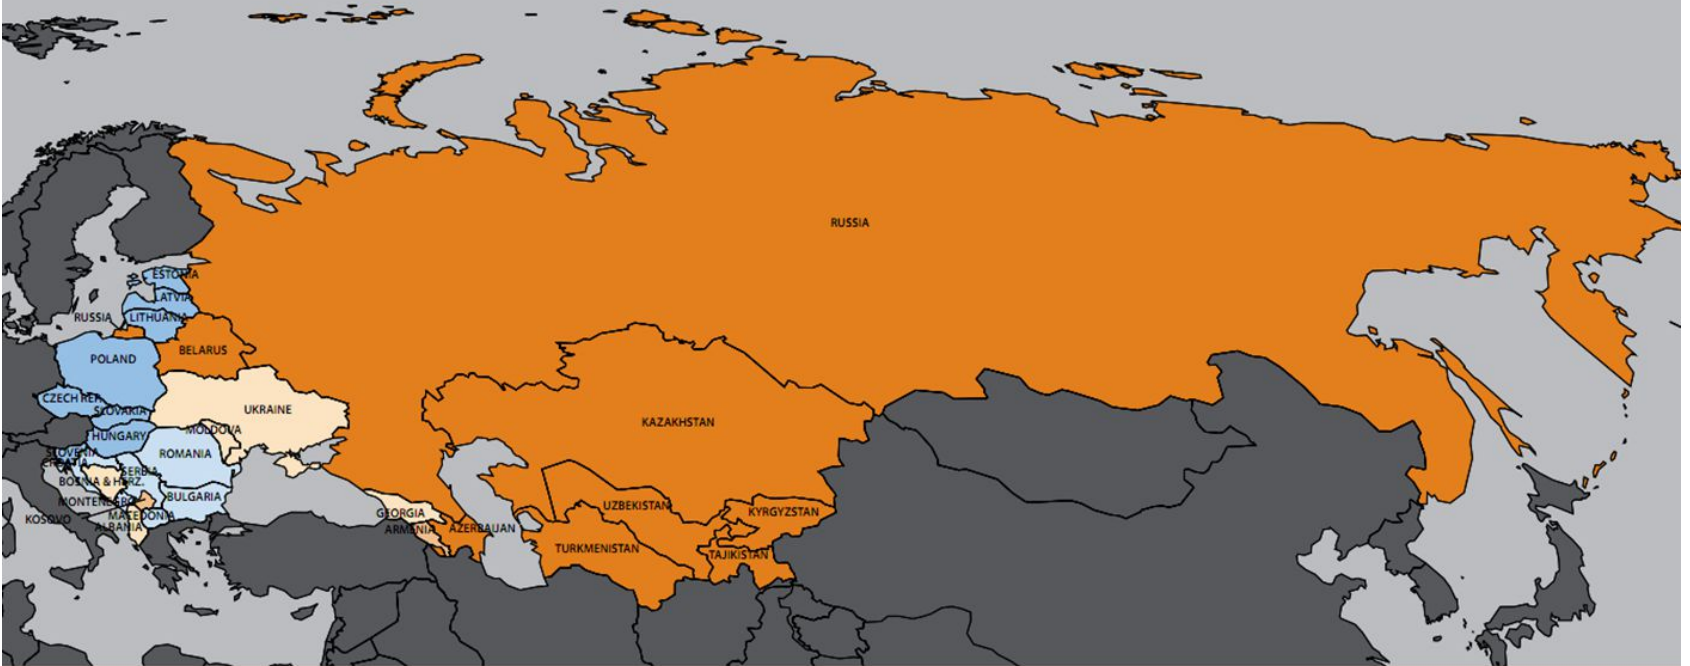 RUSSIA
ESTONIA
LATVIA
RUSSIA
LITHUANIA
BELARUS
POLAND
CZECH REP.
SLOVAKIA
UKRAINE
KAZAKHSTAN
MOLDOVA
HUNGARY
SLOVENIA
ROMANIA
CROATIA
SERBIA
BOSNIA & HERZ.
BULGARIA
MONTENEGRO
UZBEKISTAN
KYRGYZSTAN
GEORGIA
MACEDONIA
KOSOVO
ALBANIA
ARMENIA
AZERBAIJAN
TURKMENISTAN
TAJIKISTAN